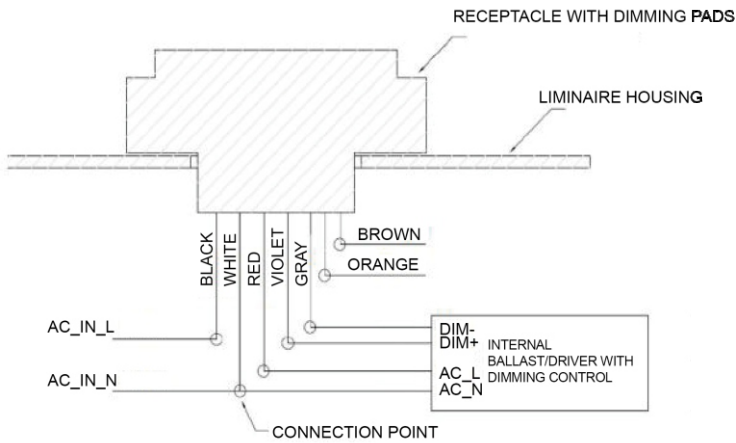 RECEPTACLE WITH DIMMING PADS
LIMINAIRE HOUSING
BLACK
WHITE
RED
VIOLET
GRAY
BROWN
ORANGE
AC_IN_L
AC_IN_N
DIM-
DIM+
AC_L
AC_N
INTERNAL
BALLAST/DRIVER WITH
DIMMING CONTROL
CONNECTION POINT